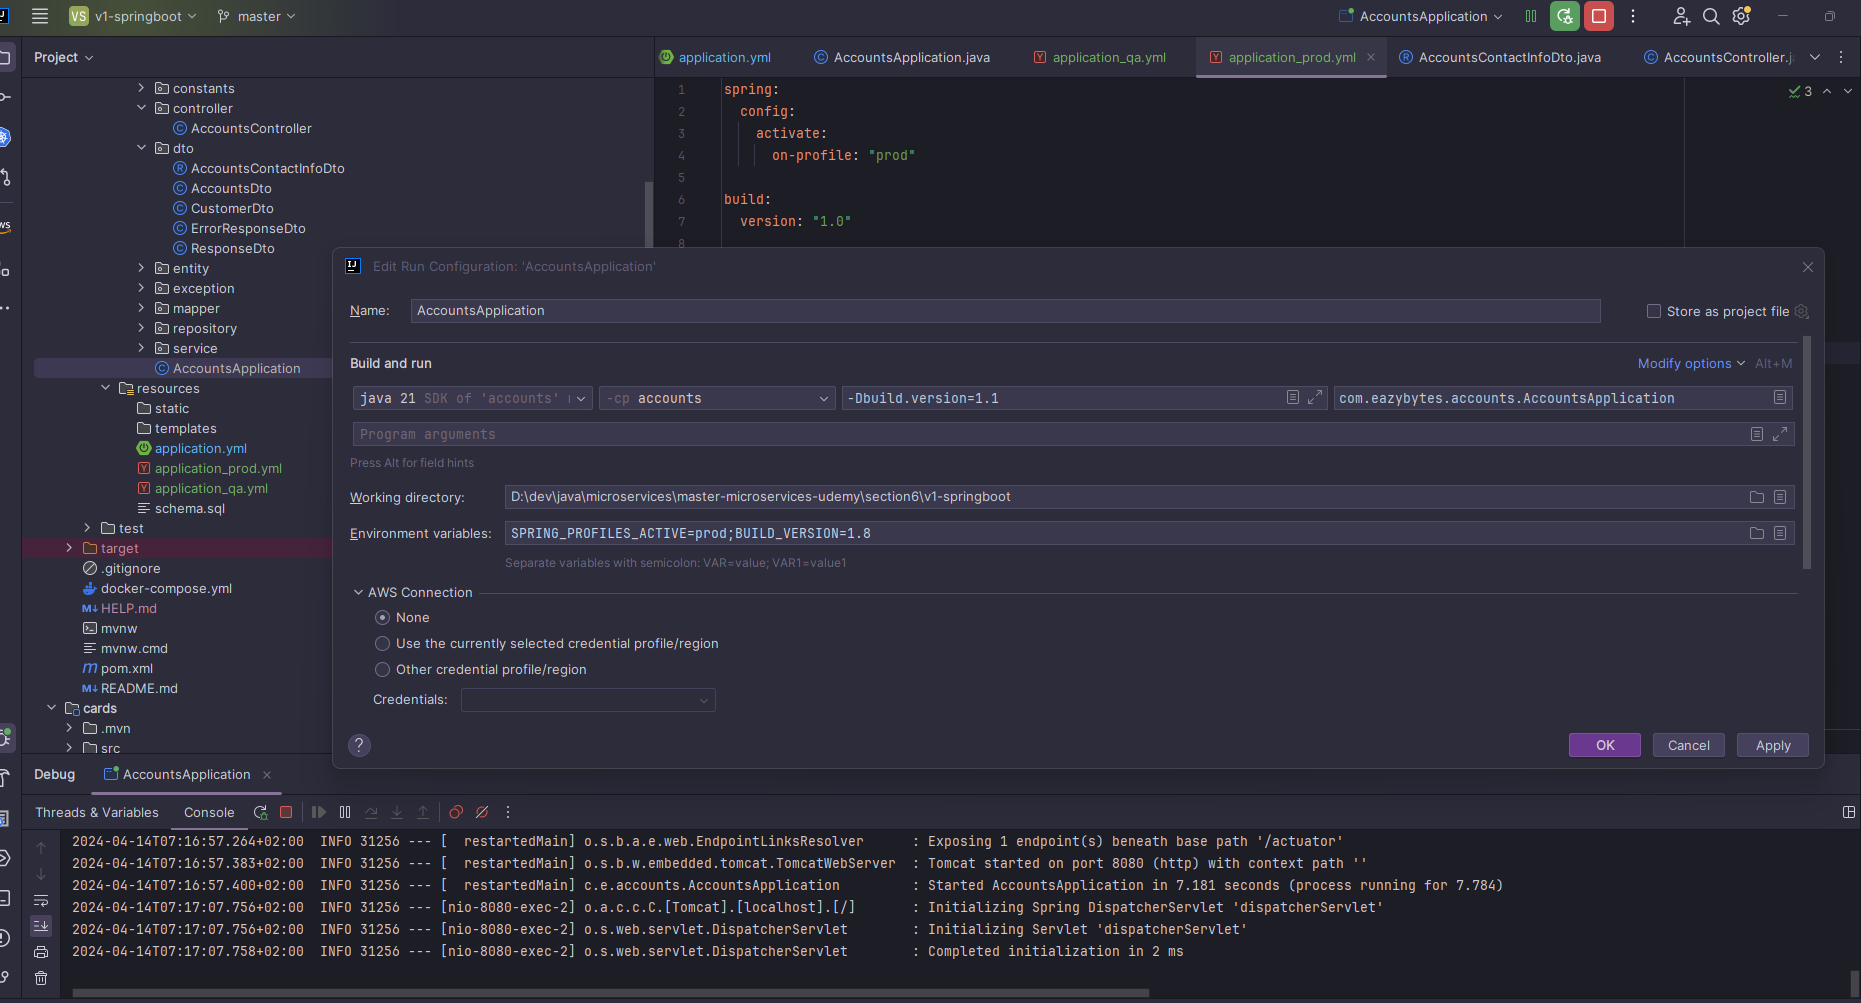 VS v1-springboot master AccountsApplication
Project
application.yml AccountsApplication.java application_qa.yml application_prod.yml AccountsContactInfoDto.java AccountsController.j
constants
controller
AccountsController
dto
AccountsContactInfoDto
AccountsDto
CustomerDto
ErrorResponseDto
ResponseDto
entity
exception
mapper
repository
service
AccountsApplication
resources
static
templates
application.yml
application_prod.yml
application_qa.yml
schema.sql
test
target
.gitignore
docker-compose.yml
HELP.md
mvnw
mvnw.cmd
pom.xml
README.md
cards
.mvn
src
1 spring:
2 config:
3 activate:
4 on-profile: "prod"
5
6 build:
7 version: "1.0"
8
3
Edit Run Configuration: 'AccountsApplication'
Name: AccountsApplication Store as project file
Build and run Modify options Alt+M
java 21 SDK of 'accounts' -cp accounts -Dbuild.version=1.1 com.eazybytes.accounts.AccountsApplication
Program arguments
Press Alt for field hints
Working directory: D:\dev\java\microservices\master-microservices-udemy\section6\v1-springboot
Environment variables: SPRING_PROFILES_ACTIVE=prod;BUILD_VERSION=1.8
Separate variables with semicolon: VAR=value; VAR1=value1
AWS Connection
None
Use the currently selected credential profile/region
Other credential profile/region
Credentials:
? OK Cancel Apply
Debug AccountsApplication
Threads & Variables Console
2024-04-14T07:16:57.264+02:00 INFO 31256 --- [ restartedMain] o.s.b.a.e.web.EndpointLinksResolver : Exposing 1 endpoint(s) beneath base path '/actuator'
2024-04-14T07:16:57.383+02:00 INFO 31256 --- [ restartedMain] o.s.b.w.embedded.tomcat.TomcatWebServer : Tomcat started on port 8080 (http) with context path ''
2024-04-14T07:16:57.400+02:00 INFO 31256 --- [ restartedMain] c.e.accounts.AccountsApplication : Started AccountsApplication in 7.181 seconds (process running for 7.784)
2024-04-14T07:17:07.756+02:00 INFO 31256 --- [nio-8080-exec-2] o.a.c.c.C.[Tomcat].[localhost].[/] : Initializing Spring DispatcherServlet 'dispatcherServlet'
2024-04-14T07:17:07.756+02:00 INFO 31256 --- [nio-8080-exec-2] o.s.web.servlet.DispatcherServlet : Initializing Servlet 'dispatcherServlet'
2024-04-14T07:17:07.758+02:00 INFO 31256 --- [nio-8080-exec-2] o.s.web.servlet.DispatcherServlet : Completed initialization in 2 ms